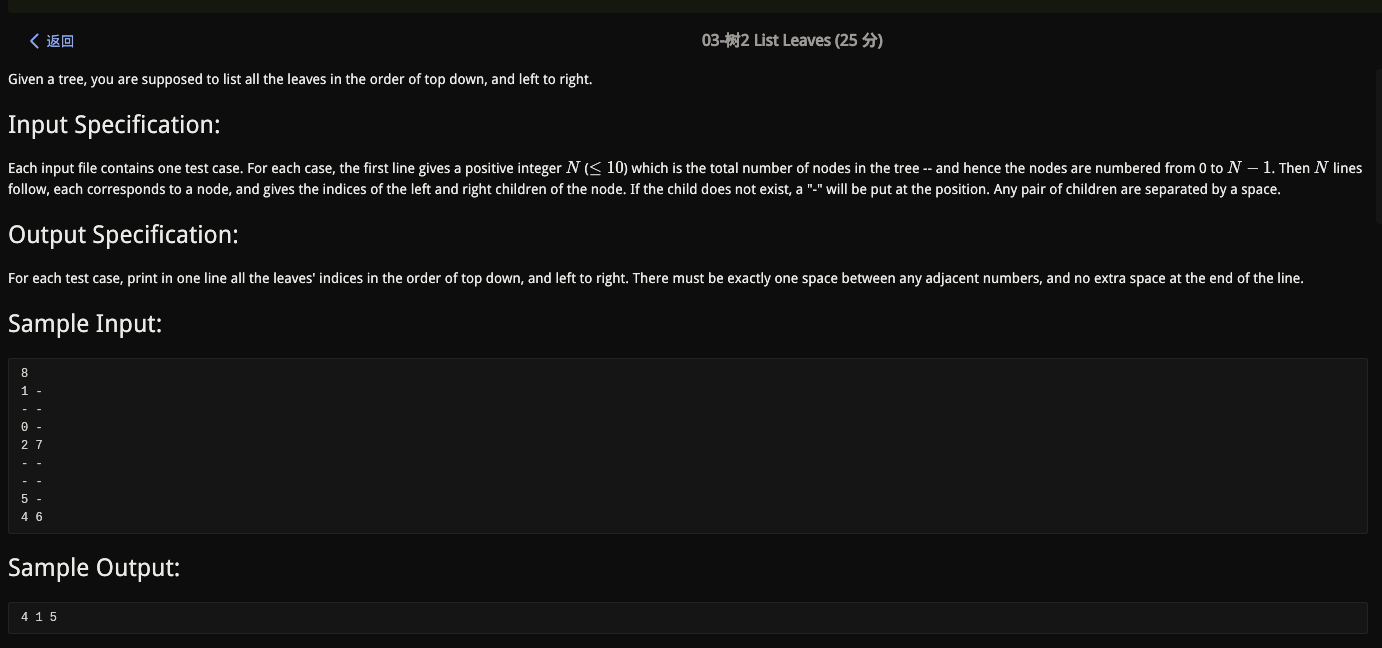 返回
03-树2 List Leaves (25 分)
Given a tree, you are supposed to list all the leaves in the order of top down, and left to right.
Input Specification:
Each input file contains one test case. For each case, the first line gives a positive integer N (≤ 10) which is the total number of nodes in the tree -- and hence the nodes are numbered from 0 to N − 1. Then N lines
follow, each corresponds to a node, and gives the indices of the left and right children of the node. If the child does not exist, a "-" will be put at the position. Any pair of children are separated by a space.
Output Specification:
For each test case, print in one line all the leaves' indices in the order of top down, and left to right. There must be exactly one space between any adjacent numbers, and no extra space at the end of the line.
Sample Input:
8
1 -
- -
0 -
2 7
- -
- -
5 -
4 6
Sample Output:
4 1 5